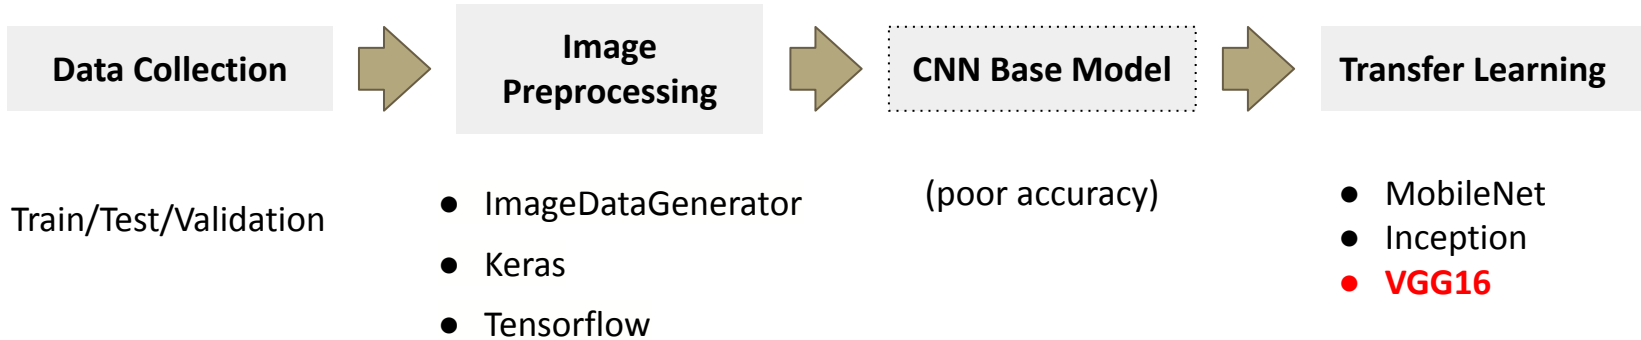 Data Collection
Image
Preprocessing
CNN Base Model
Transfer Learning
Train/Test/Validation
● ImageDataGenerator
● Keras
● Tensorflow
(poor accuracy)
● MobileNet
● Inception
● VGG16